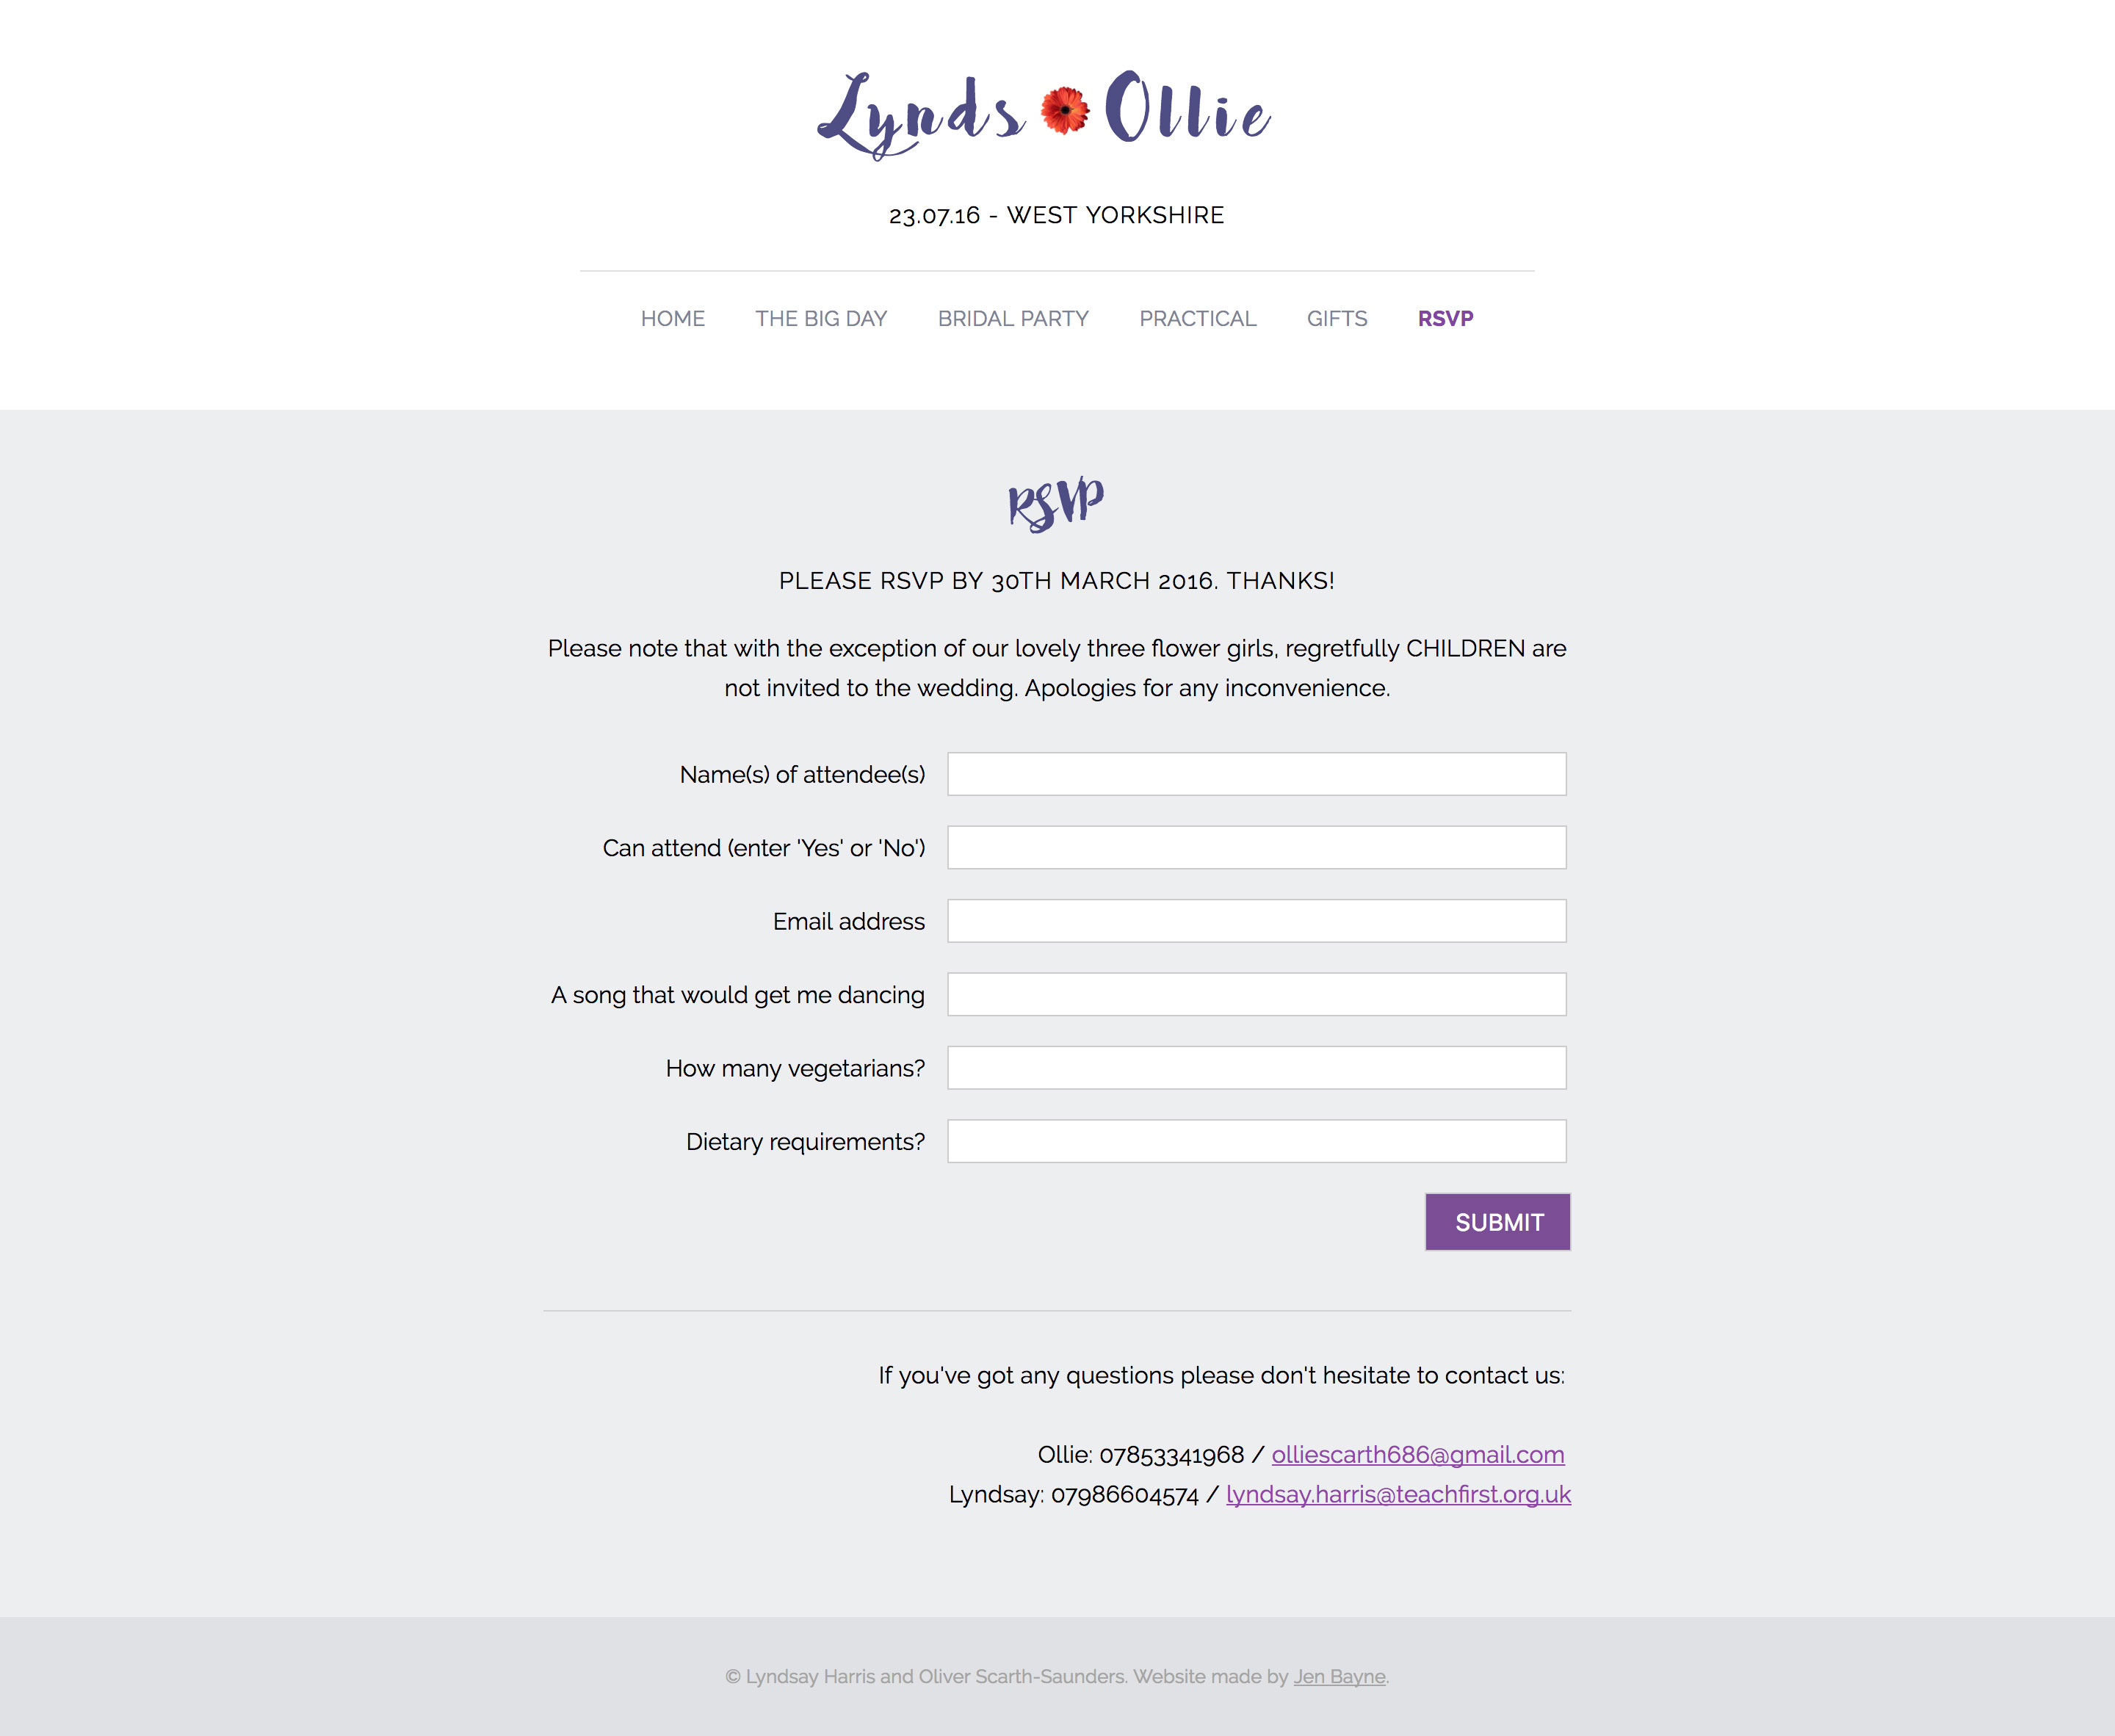 Lynds Ollie
23.07.16 - WEST YORKSHIRE
HOME THE BIG DAY BRIDAL PARTY PRACTICAL GIFTS RSVP
RSVP
PLEASE RSVP BY 30TH MARCH 2016. THANKS!
Please note that with the exception of our lovely three flower girls, regretfully CHILDREN are
not invited to the wedding. Apologies for any inconvenience.
Name(s) of attendee(s)
Can attend (enter 'Yes' or 'No')
Email address
A song that would get me dancing
How many vegetarians?
Dietary requirements?
SUBMIT
If you've got any questions please don't hesitate to contact us:
Ollie: 07853341968 / olliescarth686@gmail.com
Lyndsay: 07986604574 / lyndsay.harris@teachfirst.org.uk
© Lyndsay Harris and Oliver Scarth-Saunders. Website made by Jen Bayne.